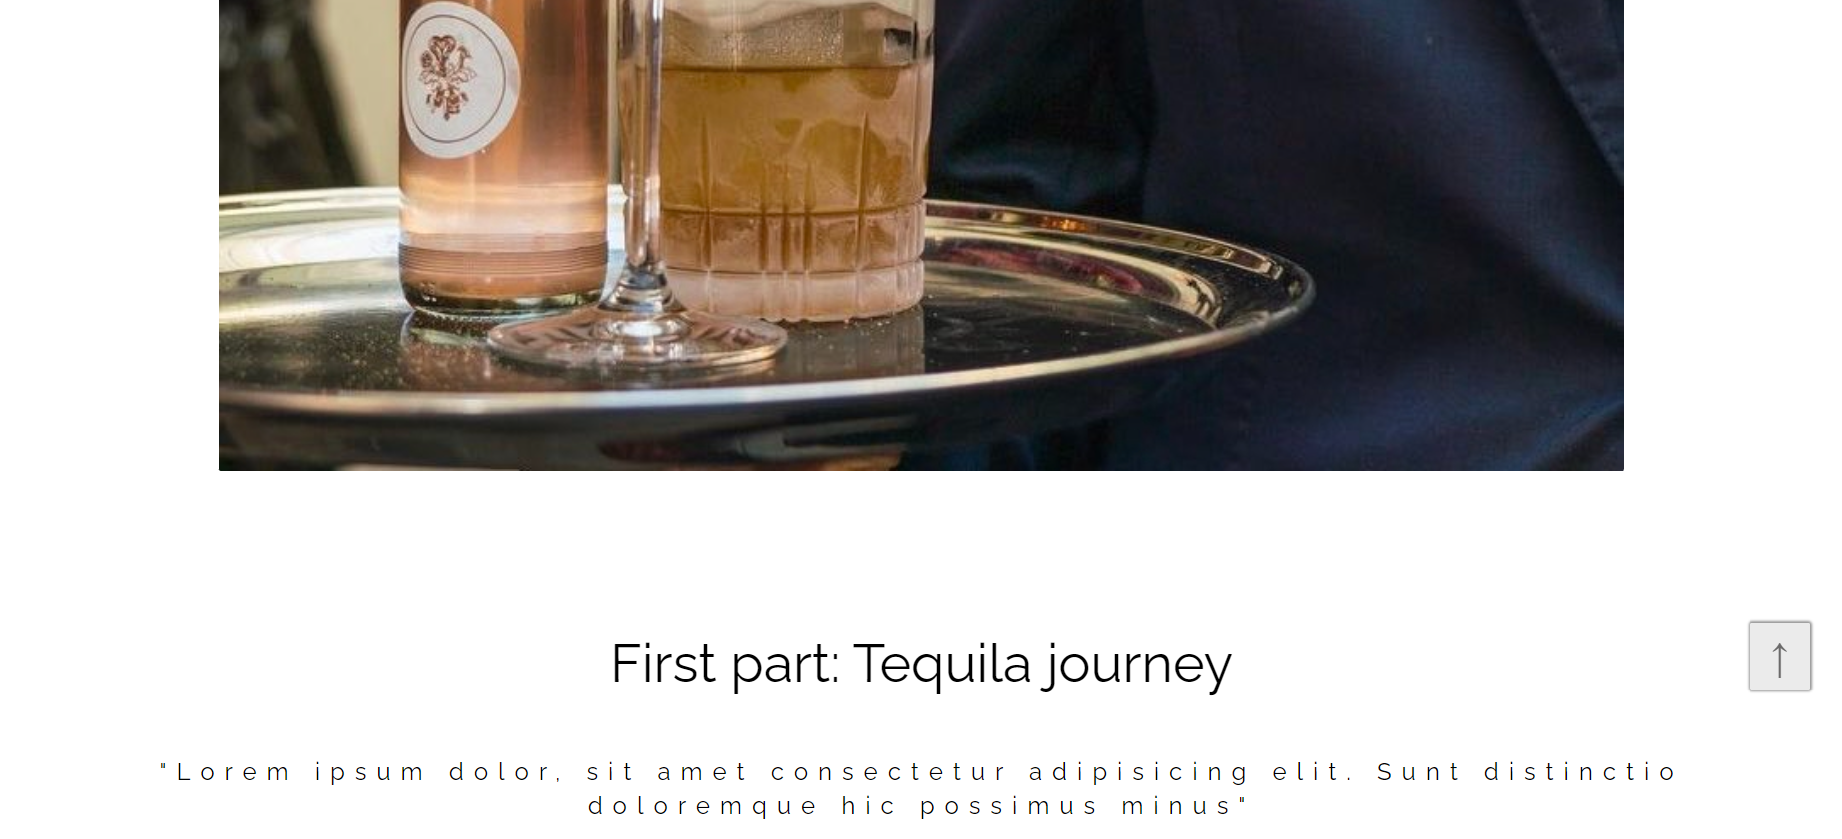 First part: Tequila journey
↑
"Lorem ipsum dolor, sit amet consectetur adipisicing elit. Sunt distinctio
doloremque hic possimus minus"